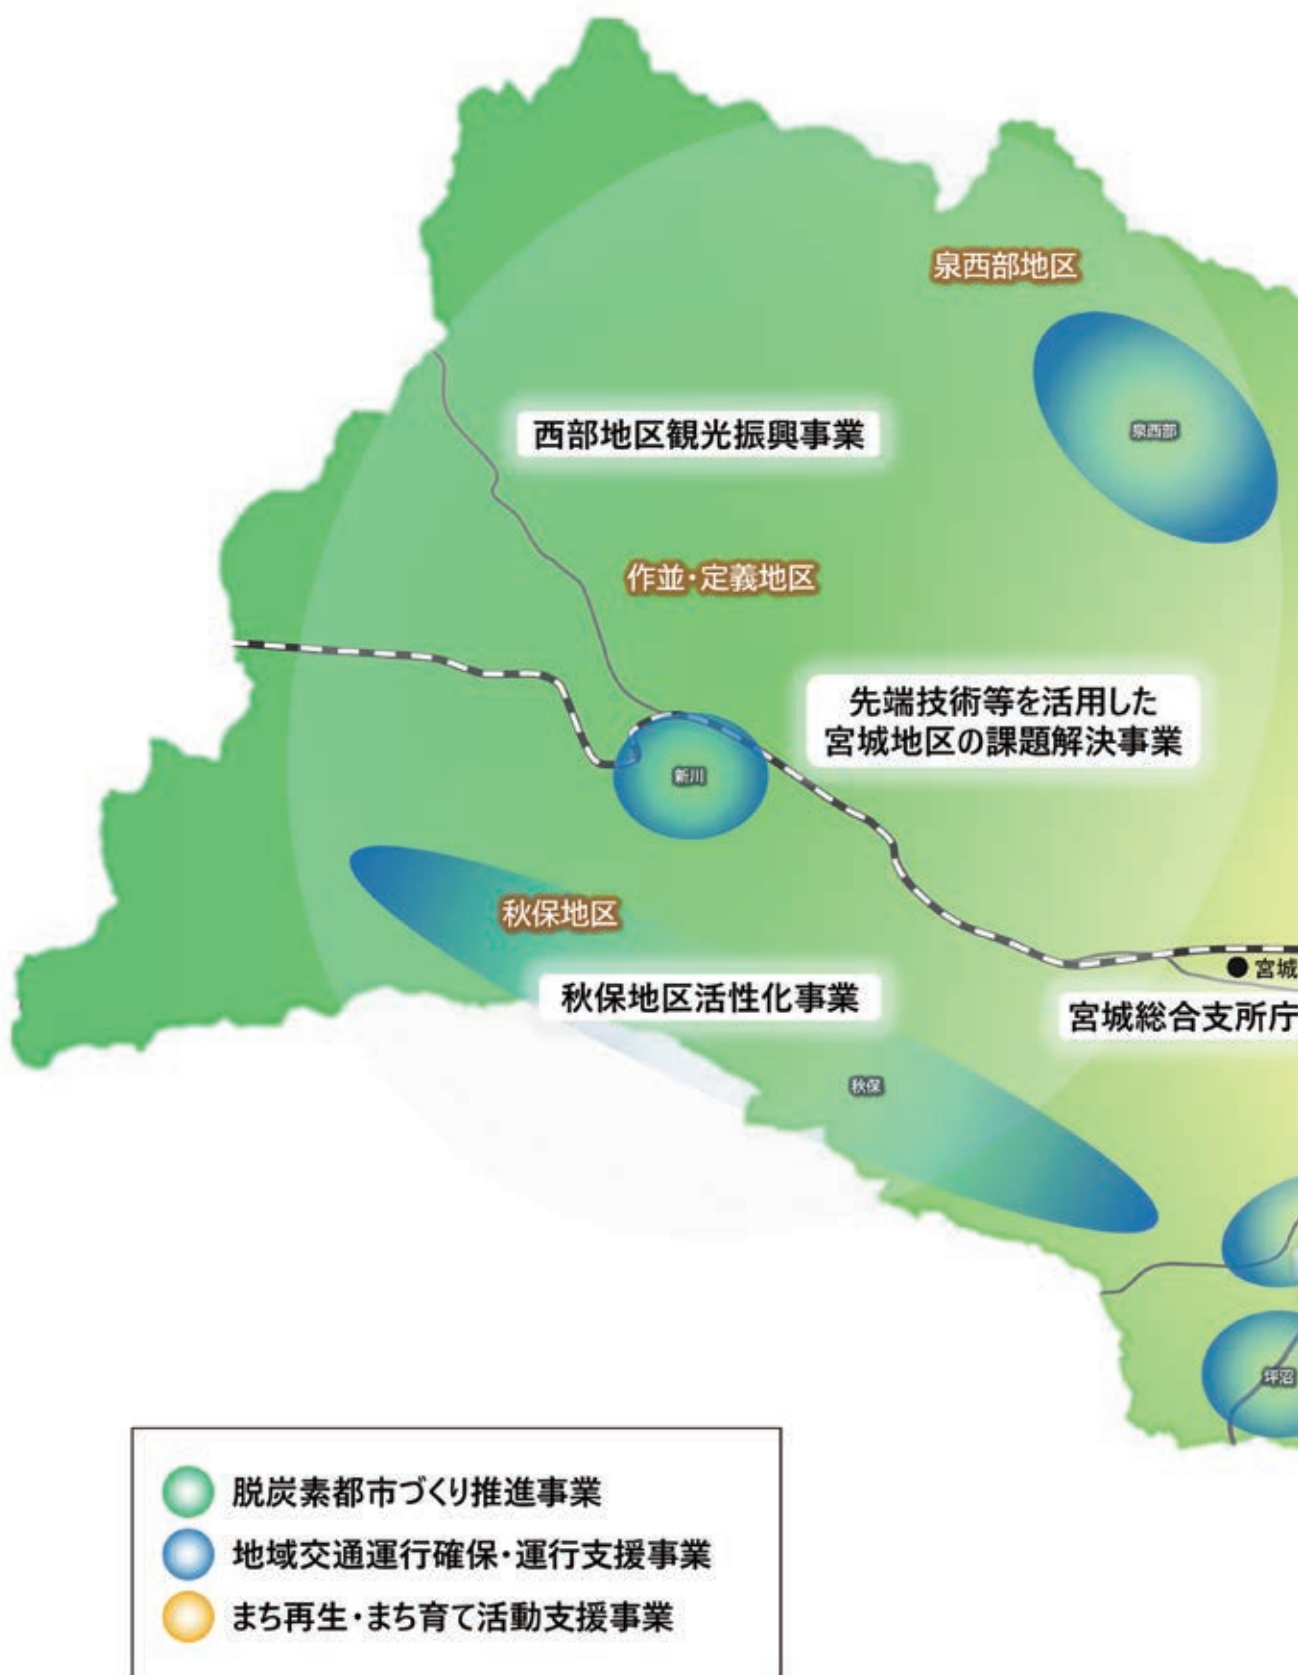 泉西部地区
泉西部
西部地区観光振興事業
作並・定義地区
先端技術等を活用した
宮城地区の課題解決事業
新川
秋保地区
宮城
秋保地区活性化事業
宮城総合支所庁
秋保
坪沼
脱炭素都市づくり推進事業
地域交通運行確保・運行支援事業
まち再生・まち育て活動支援事業